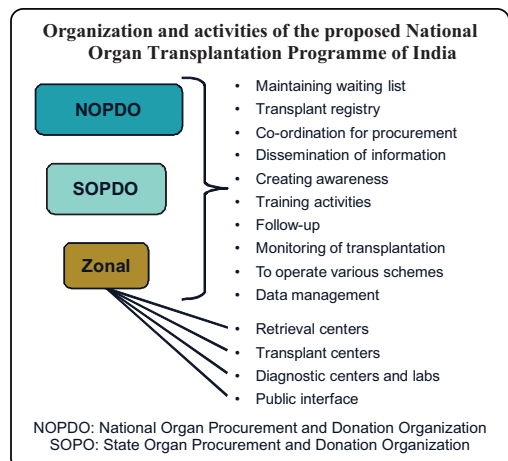 Organization and activities of the proposed National
Organ Transplantation Programme of India
NOPDO
SOPDO
Zonal
• Maintaining waiting list
• Transplant registry
• Co-ordination for procurement
• Dissemination of information
• Creating awareness
• Training activities
• Follow-up
• Monitoring of transplantation
• To operate various schemes
• Data management
• Retrieval centers
• Transplant centers
• Diagnostic centers and labs
• Public interface
NOPDO: National Organ Procurement and Donation Organization
SOPO: State Organ Procurement and Donation Organization